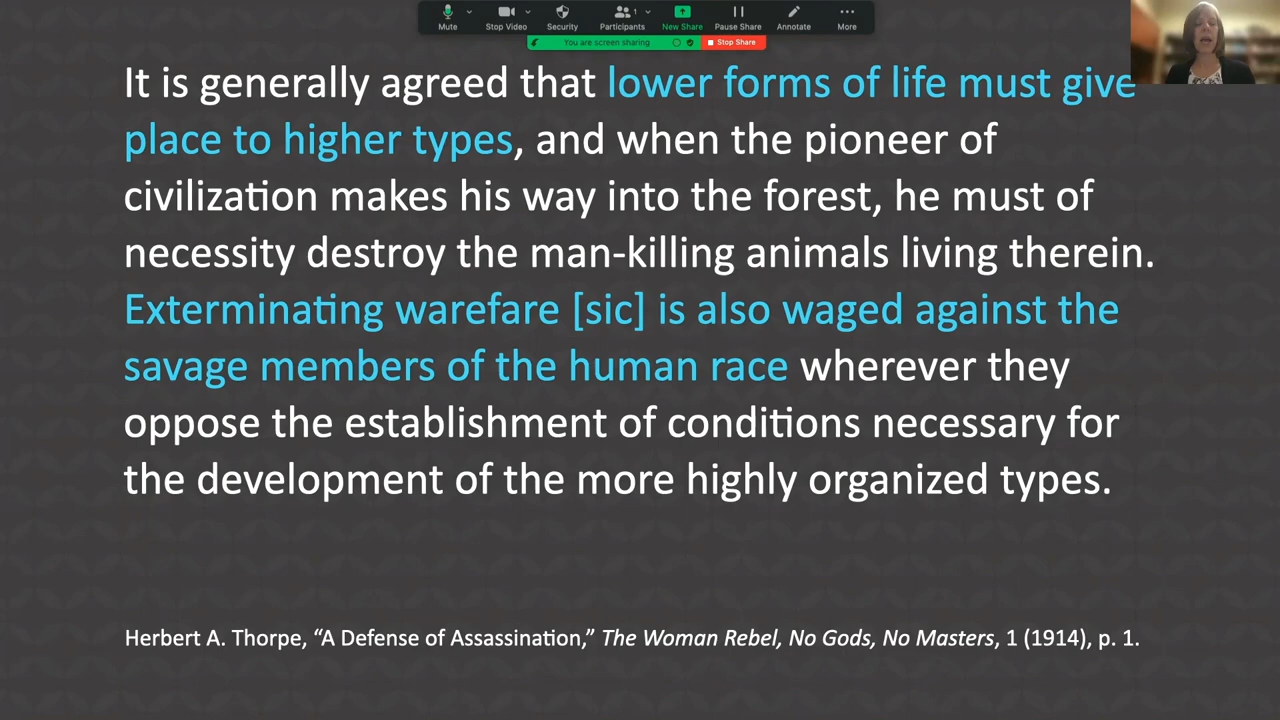 Mute
Stop Video
Security
Participants
1
New Share
Pause Share
Annotate
More
You are screen sharing
Stop Share
It is generally agreed that lower forms of life must give
place to higher types, and when the pioneer of
civilization makes his way into the forest, he must of
necessity destroy the man-killing animals living therein.
Exterminating warefare [sic] is also waged against the
savage members of the human race wherever they
oppose the establishment of conditions necessary for
the development of the more highly organized types.
Herbert A. Thorpe, “A Defense of Assassination,” The Woman Rebel, No Gods, No Masters, 1 (1914), p. 1.